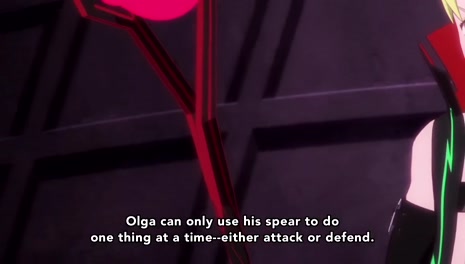 Olga can only use his spear to do
one thing at a time--either attack or defend.